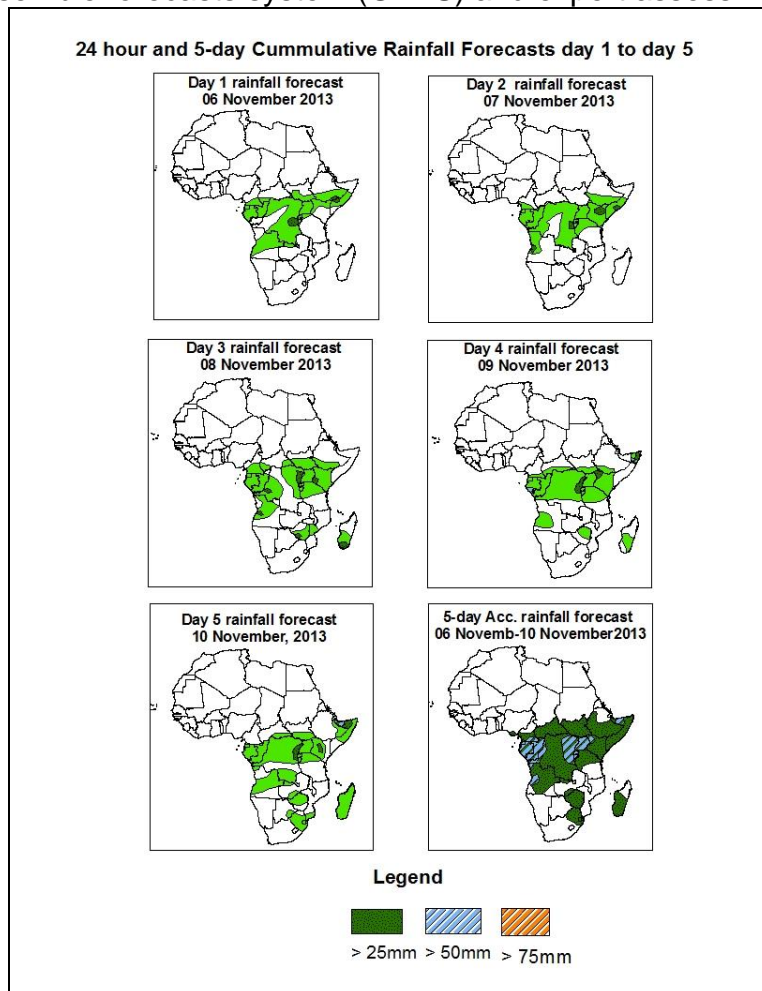 24 hour and 5-day Cummulative Rainfall Forecasts day 1 to day 5
Day 1 rainfall forecast
06 November 2013
Day 2 rainfall forecast
07 November 2013
Day 3 rainfall forecast
08 November 2013
Day 4 rainfall forecast
09 November 2013
Day 5 rainfall forecast
10 November, 2013
5-day Acc. rainfall forecast
06 Novemb-10 November2013
Legend
> 25mm > 50mm > 75mm